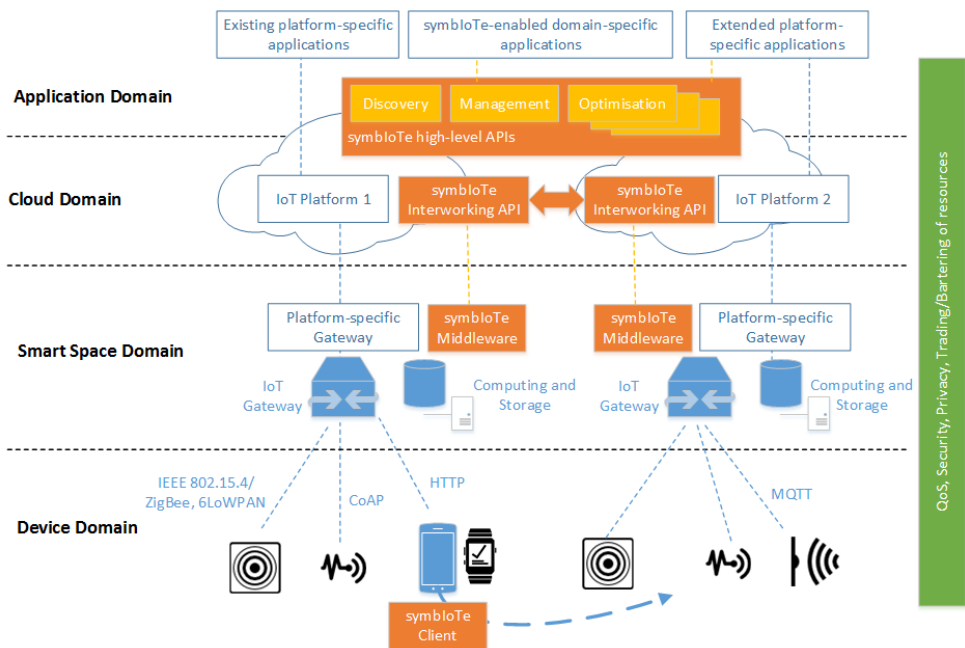 Existing platform-specific
applications
symbIoTe-enabled domain-specific
applications
Extended platform-
specific applications
Application Domain
Discovery
Management
Optimisation
symbIoTe high-level APIs
Cloud Domain
IoT Platform 1
symbIoTe
Interworking API
symbIoTe
Interworking API
IoT Platform 2
Smart Space Domain
Platform-specific
Gateway
symbIoTe
Middleware
symbIoTe
Middleware
Platform-specific
Gateway
IoT
Gateway
Computing and
Storage
IoT
Gateway
Computing and
Storage
Device Domain
IEEE 802.15.4/
ZigBee, 6LoWPAN
CoAP
HTTP
MQTT
symbIoTe
Client
QoS, Security, Privacy, Trading/Bartering of resources